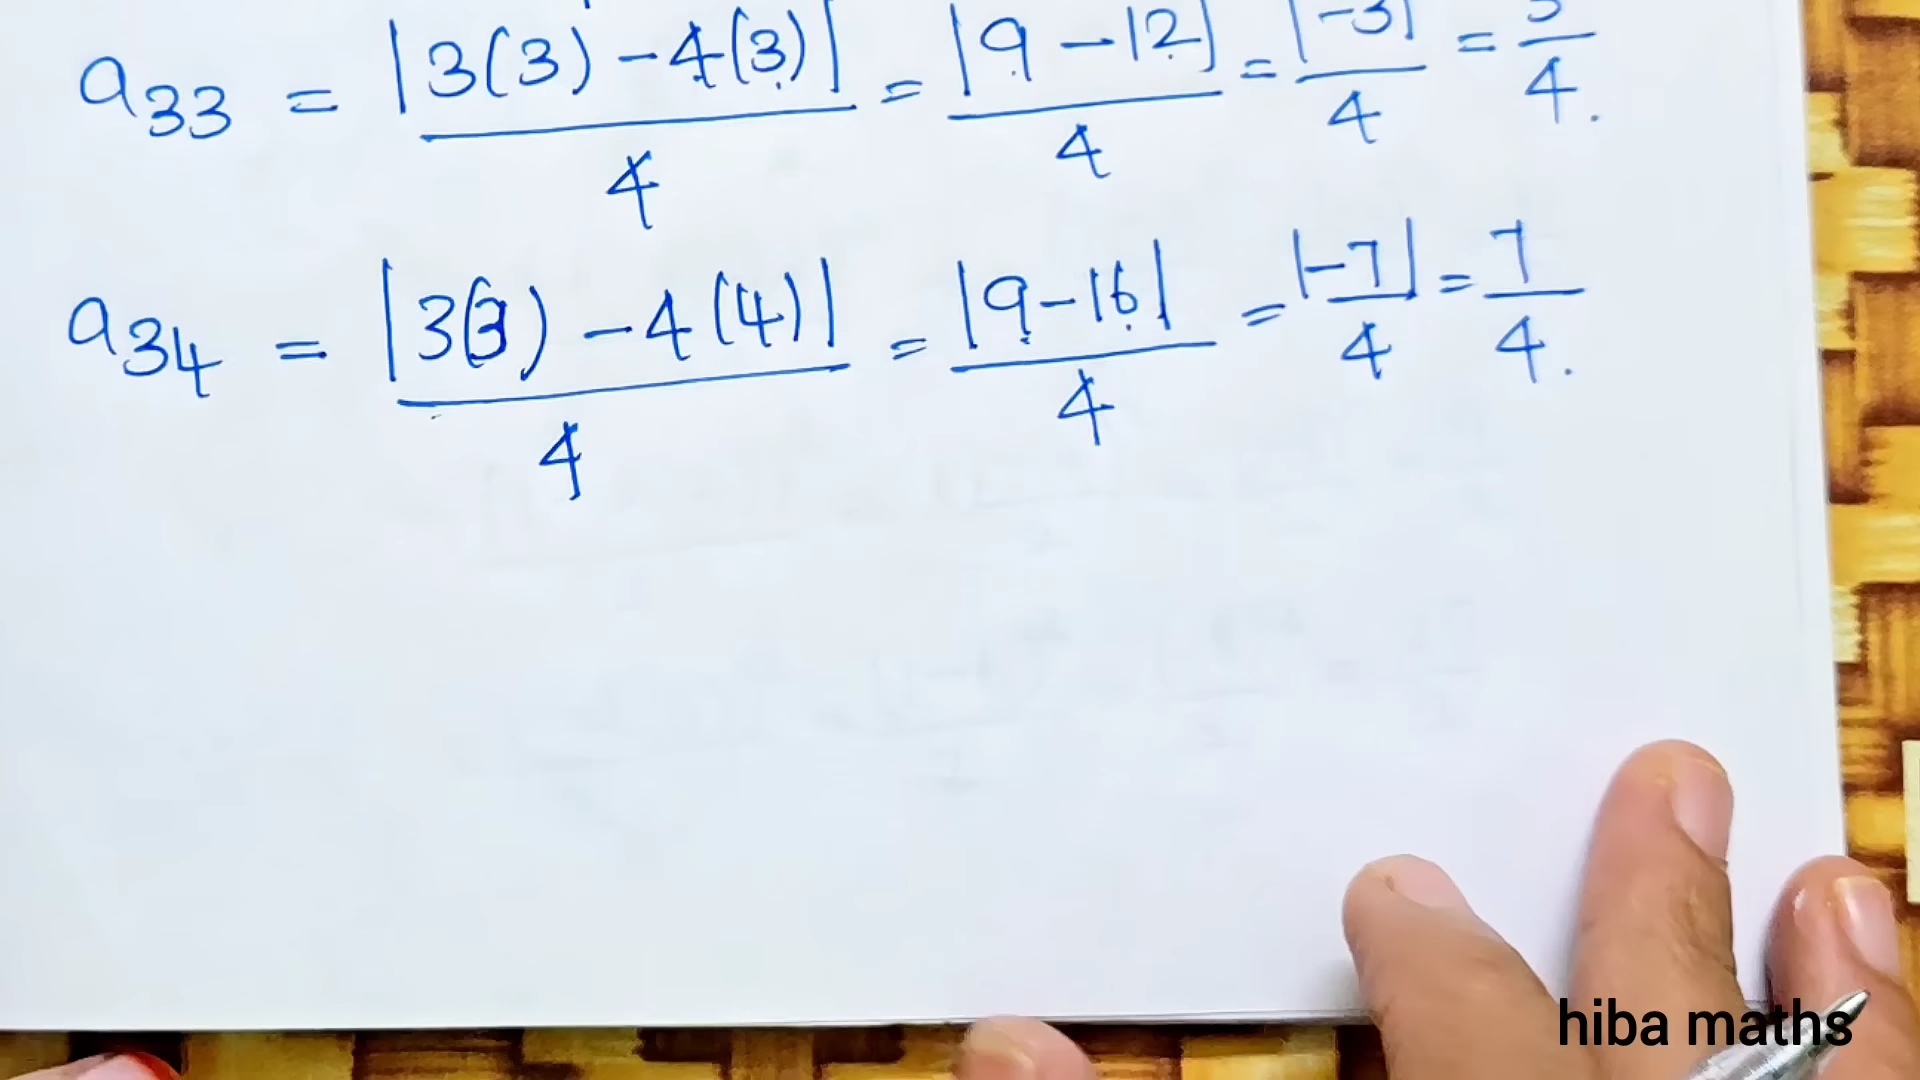 a33 = |3(3) - 4(3)|/4 = |9 - 12|/4 = |-3|/4 = 3/4.
a34 = |3(3) - 4(4)|/4 = |9 - 16|/4 = |-7|/4 = 7/4.
hiba maths